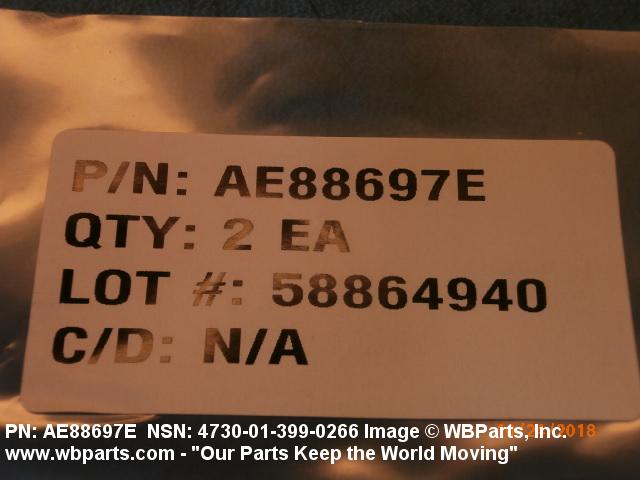 P/N: AE88697E
QTY: 2 EA
LOT #: 58864940
C/D: N/A
PN: AE88697E NSN: 4730-01-399-0266 Image © WBParts, Inc. 2018
www.wbparts.com - "Our Parts Keep the World Moving"